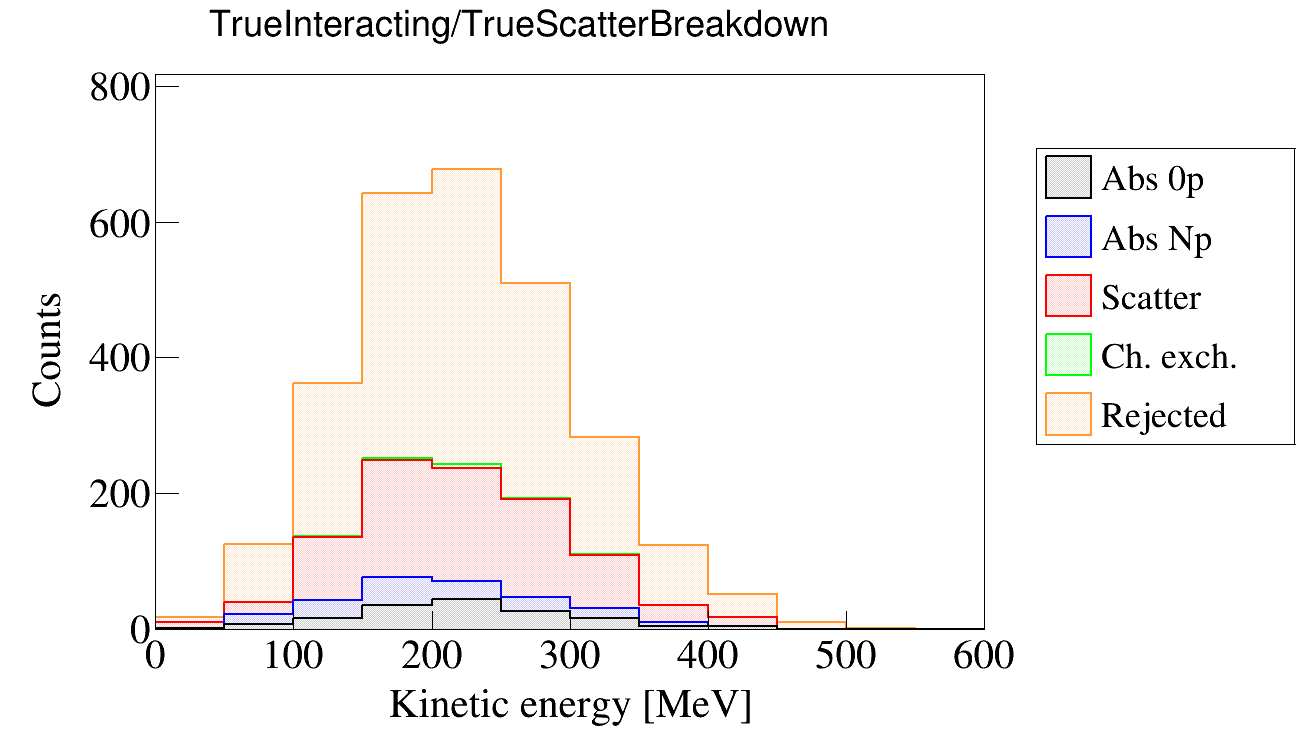 TrueInteracting/TrueScatterBreakdown
800
600
400
200
0
Counts
0 100 200 300 400 500 600
Kinetic energy [MeV]
Abs 0p
Abs Np
Scatter
Ch. exch.
Rejected